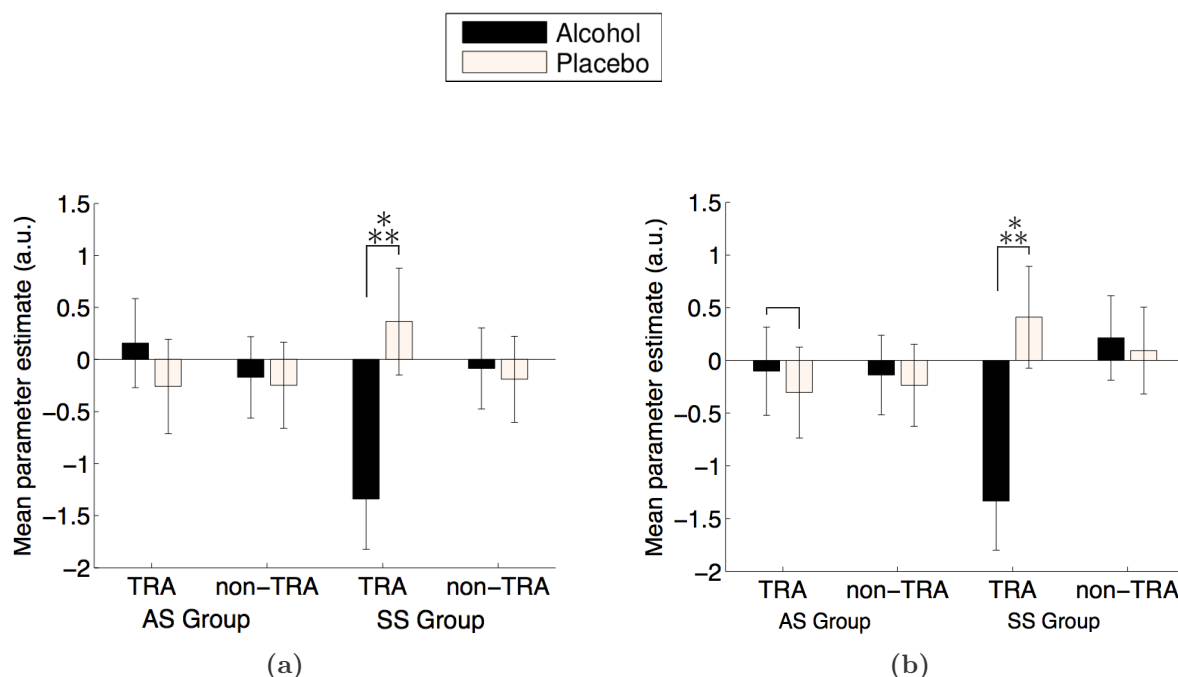 Alcohol
Placebo
Mean parameter estimate (a.u.)
1.5
1
0.5
0
−0.5
−1
−1.5
−2
*
**
TRA non−TRA TRA non−TRA
AS Group SS Group
(a)
Mean parameter estimate (a.u.)
1.5
1
0.5
0
−0.5
−1
−1.5
−2
*
**
TRA non−TRA TRA non−TRA
AS Group SS Group
(b)